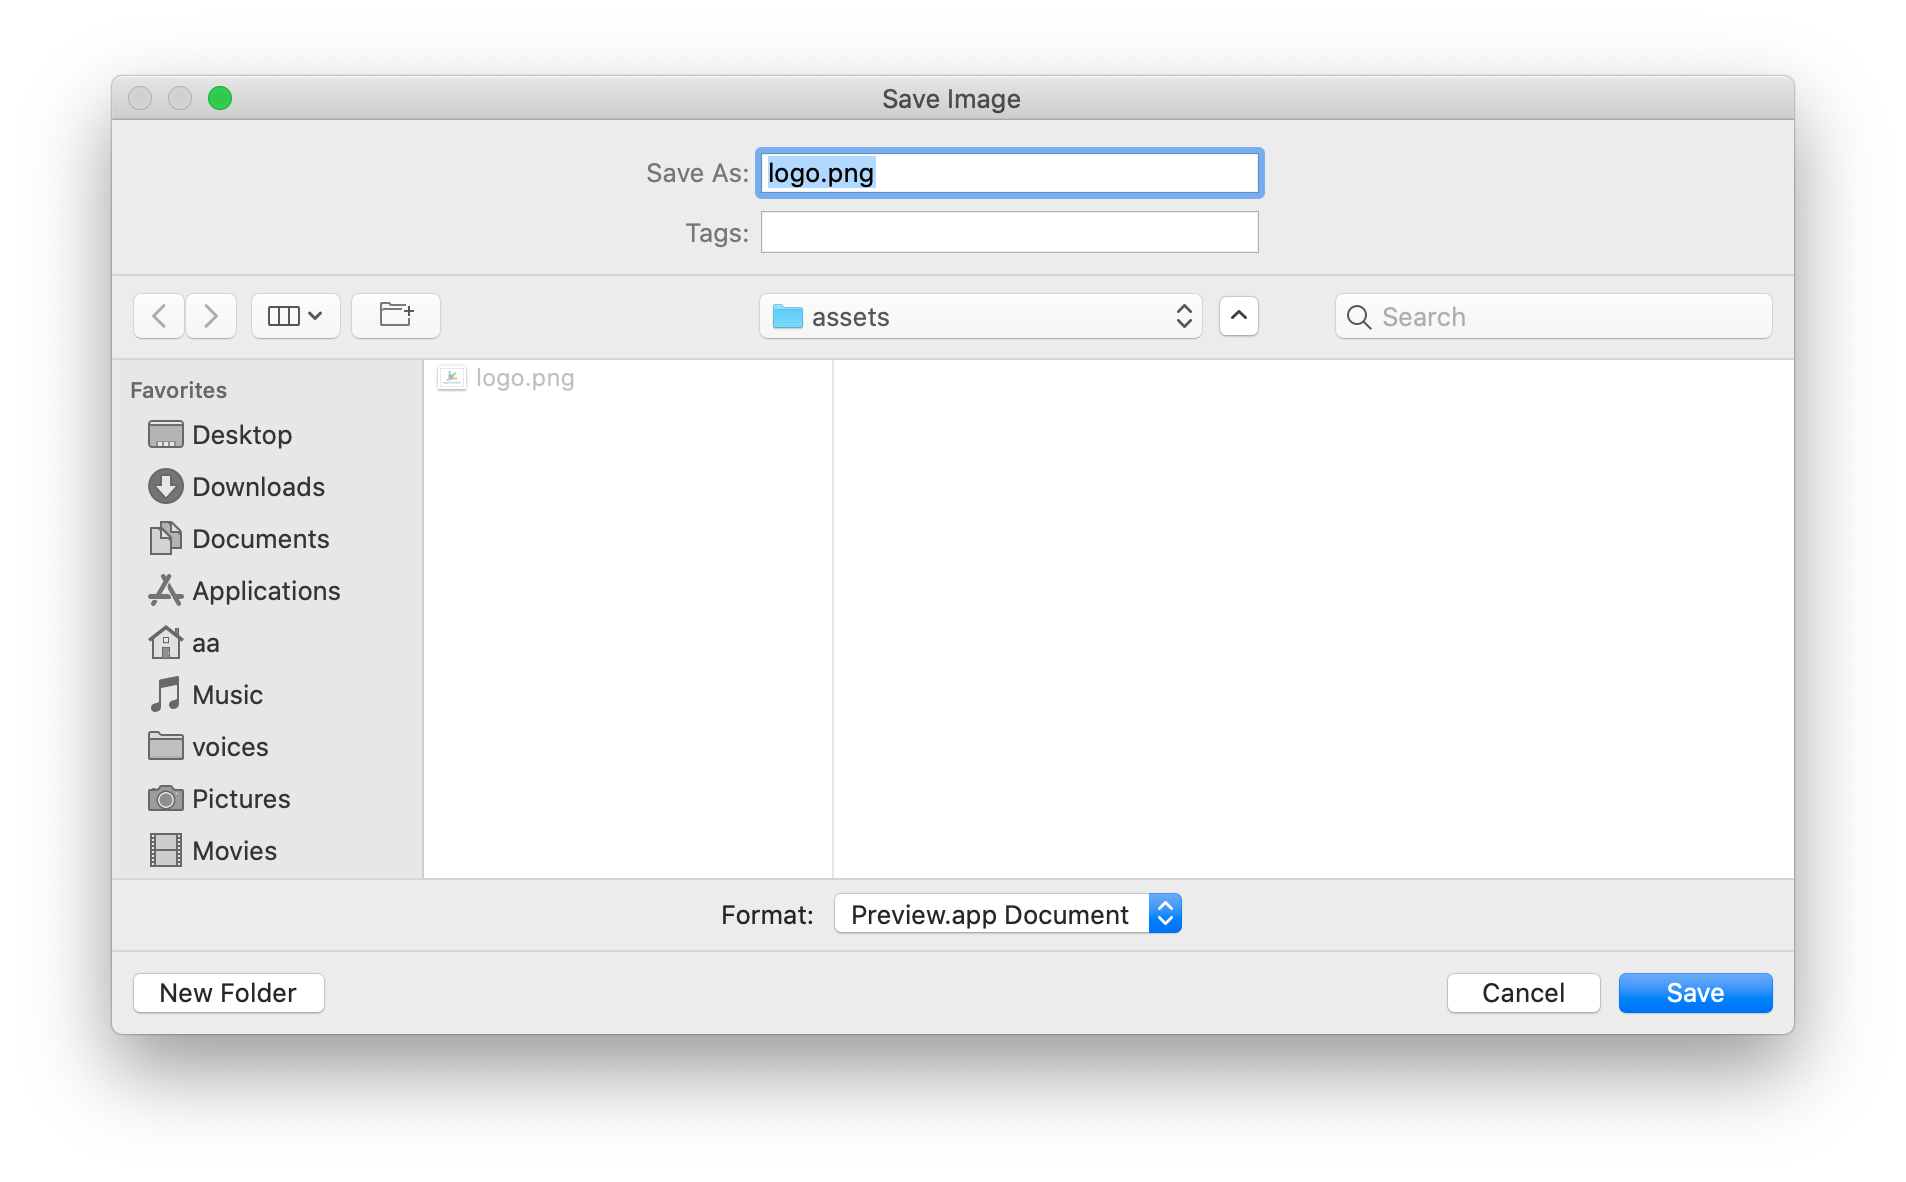 Save Image
Save As: logo.png
Tags:
assets
Search
Favorites
Desktop
Downloads
Documents
Applications
aa
Music
voices
Pictures
Movies
logo.png
Format: Preview.app Document
New Folder
Cancel
Save